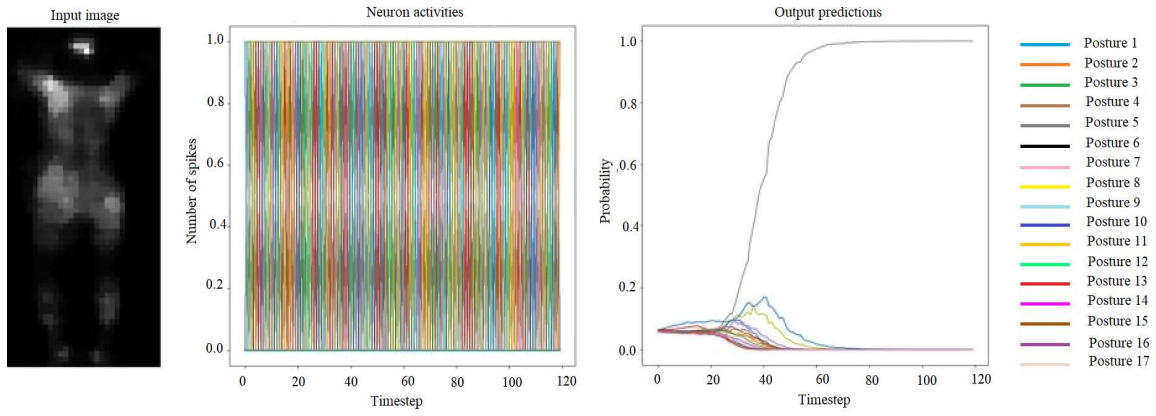 Input image
Neuron activities
Output predictions
Number of spikes
1.0
0.8
0.6
0.4
0.2
0.0
0
20
40
60
80
100
120
Timestep
Probability
1.0
0.8
0.6
0.4
0.2
0.0
0
20
40
60
80
100
120
Timestep
Posture 1
Posture 2
Posture 3
Posture 4
Posture 5
Posture 6
Posture 7
Posture 8
Posture 9
Posture 10
Posture 11
Posture 12
Posture 13
Posture 14
Posture 15
Posture 16
Posture 17